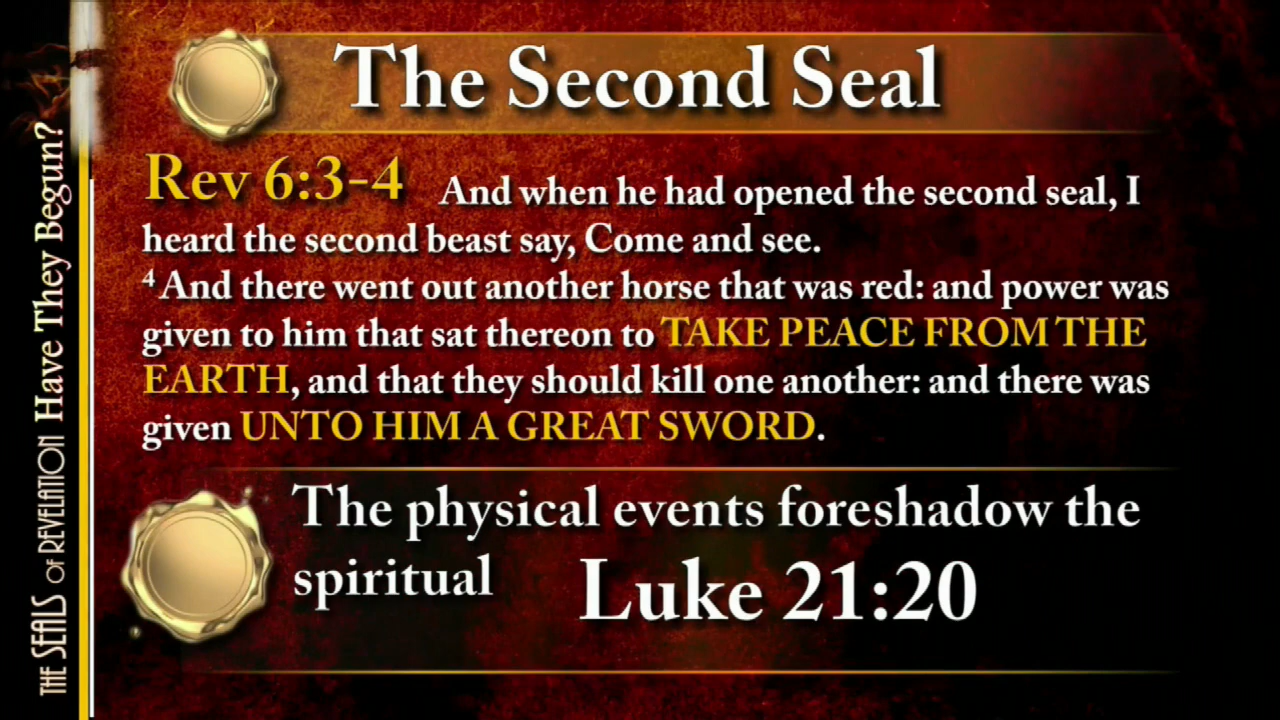 The Second Seal
Rev 6:3-4 And when he had opened the second seal, I
heard the second beast say, Come and see.
4 And there went out another horse that was red: and power was
given to him that sat thereon to TAKE PEACE FROM THE
EARTH, and that they should kill one another: and there was
given UNTO HIM A GREAT SWORD.
The physical events foreshadow the
spiritual Luke 21:20
THE SEALS OF REVELATION Have They Begun?